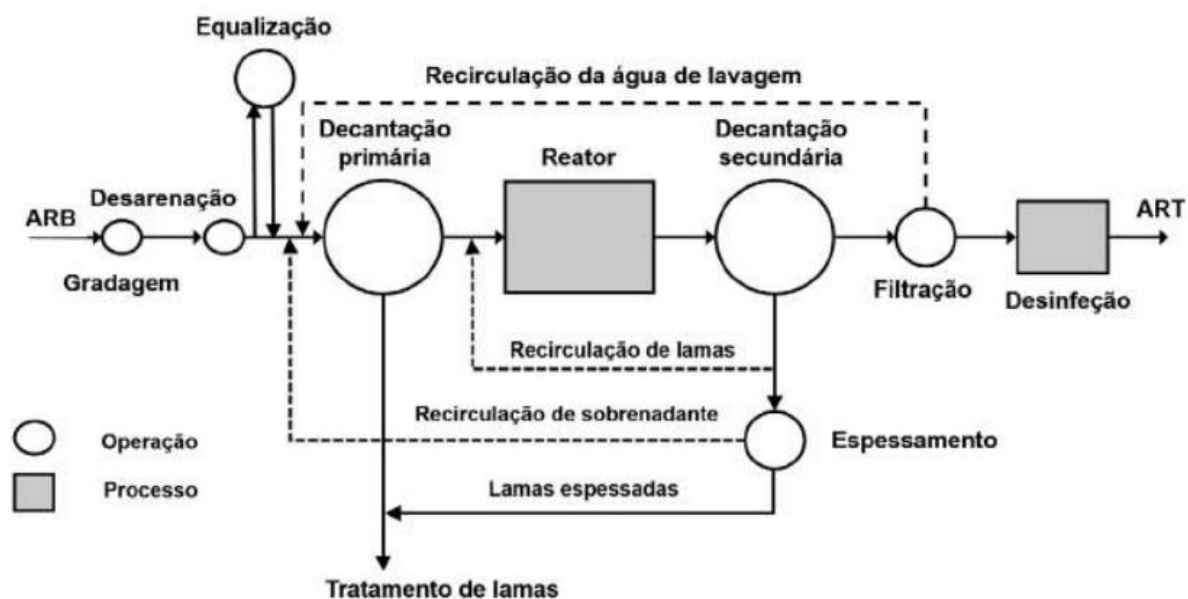 Equalização
Recirculação da água de lavagem
Decantação
primária
Reator
Decantação
secundária
Desarenação
ARB
ART
Gradagem
Filtração
Desinfeção
Recirculação de lamas
Recirculação de sobrenadante
Espessamento
Operação
Processo
Lamas espessadas
Tratamento de lamas